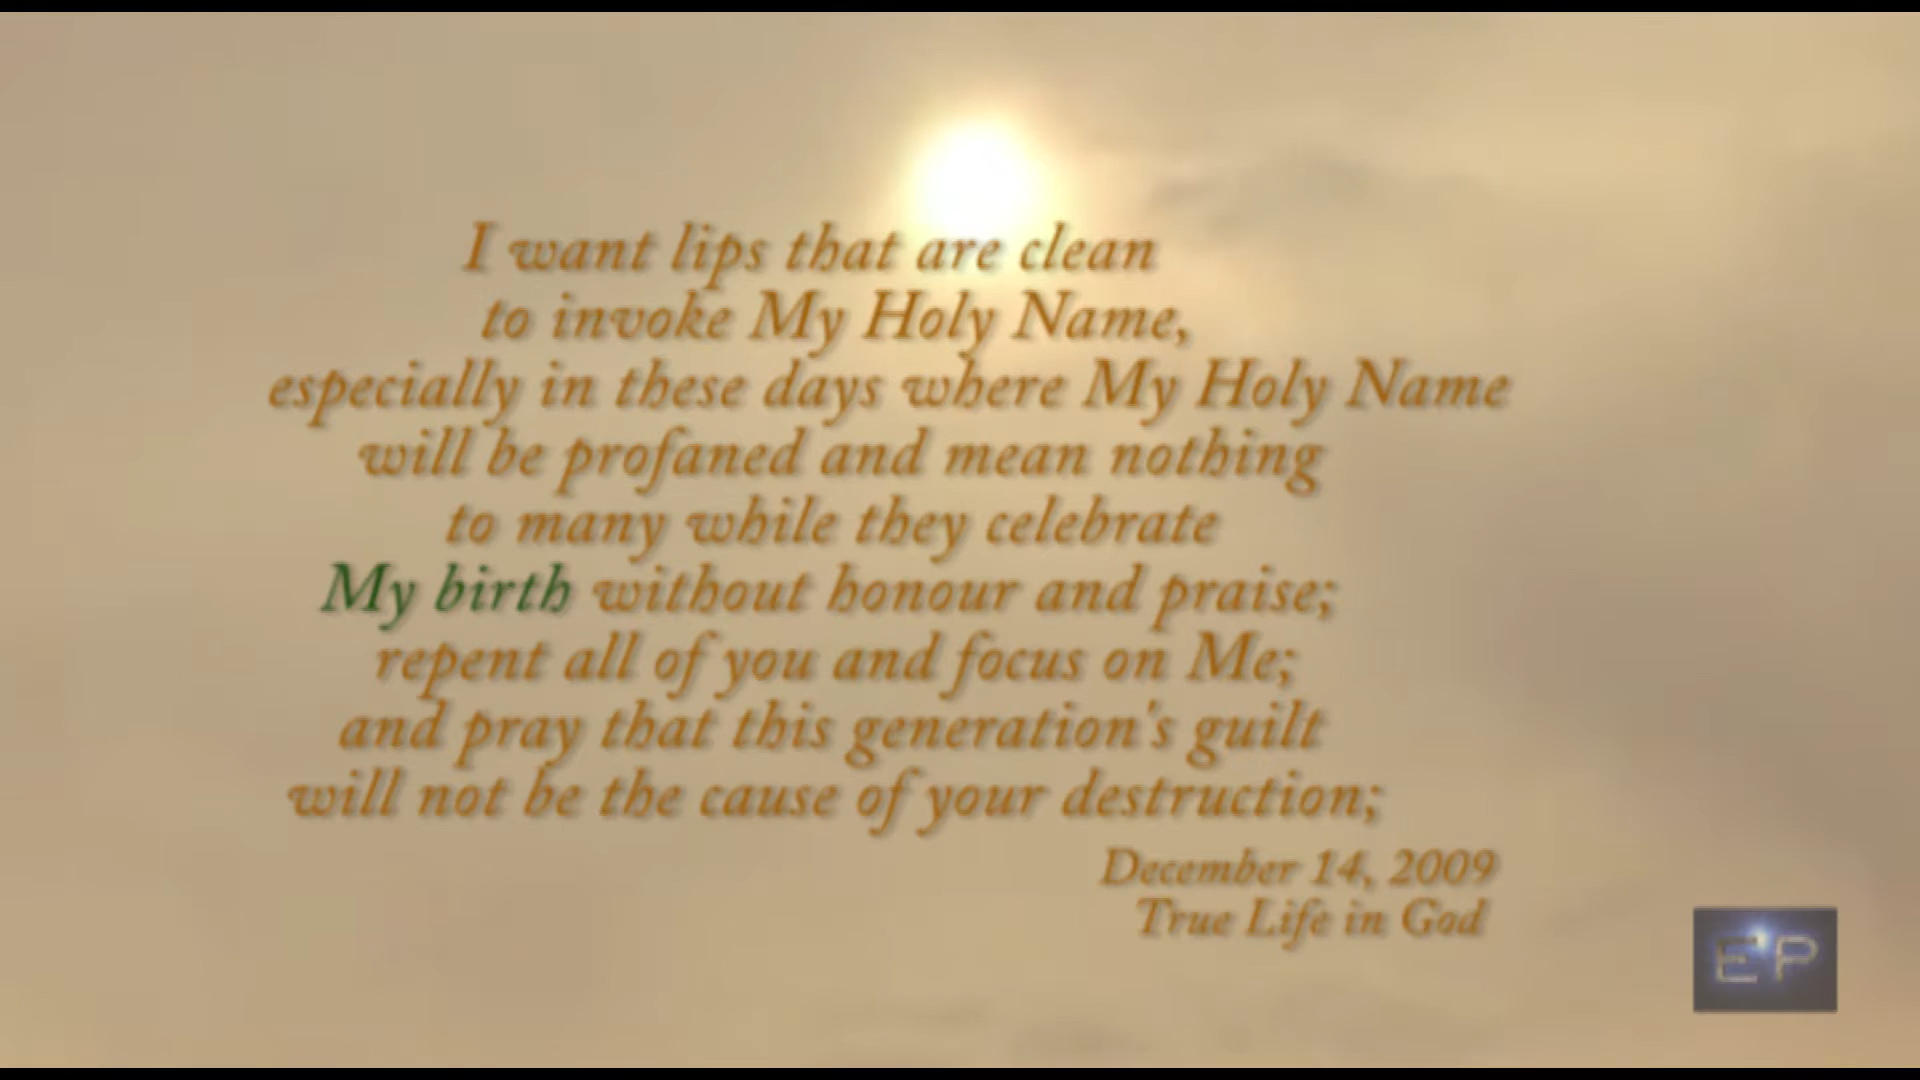 I want lips that are clean
to invoke My Holy Name,
especially in these days where My Holy Name
will be profaned and mean nothing
to many while they celebrate
My birth without honour and praise;
repent all of you and focus on Me;
and pray that this generation's guilt
will not be the cause of your destruction;
December 14, 2009
True Life in God
EP